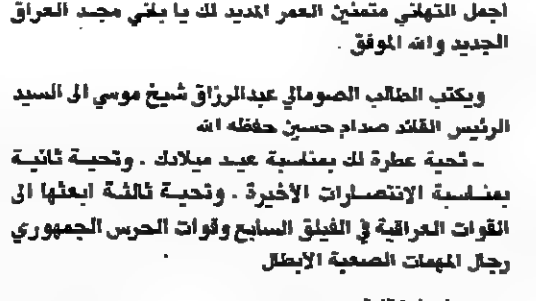 اجمل التهاني متمنين العمر المديد لك يا باني مجد العراق
الجديد والله الموفق .
ويكتب الطالب الصومالي عبدالرزاق شيخ موسي الى السيد
الرئيس القائد صدام حسين حفظه الله
ـ تحية عطرة لك بمناسبة عيد ميلادك . وتحية ثانية
بمناسبة الانتصارات الأخيرة . وتحية ثالثة ابعثها الى
القوات العراقية في الفيلق السابع وقوات الحرس الجمهوري
رجال المهمات الصعبة الابطال